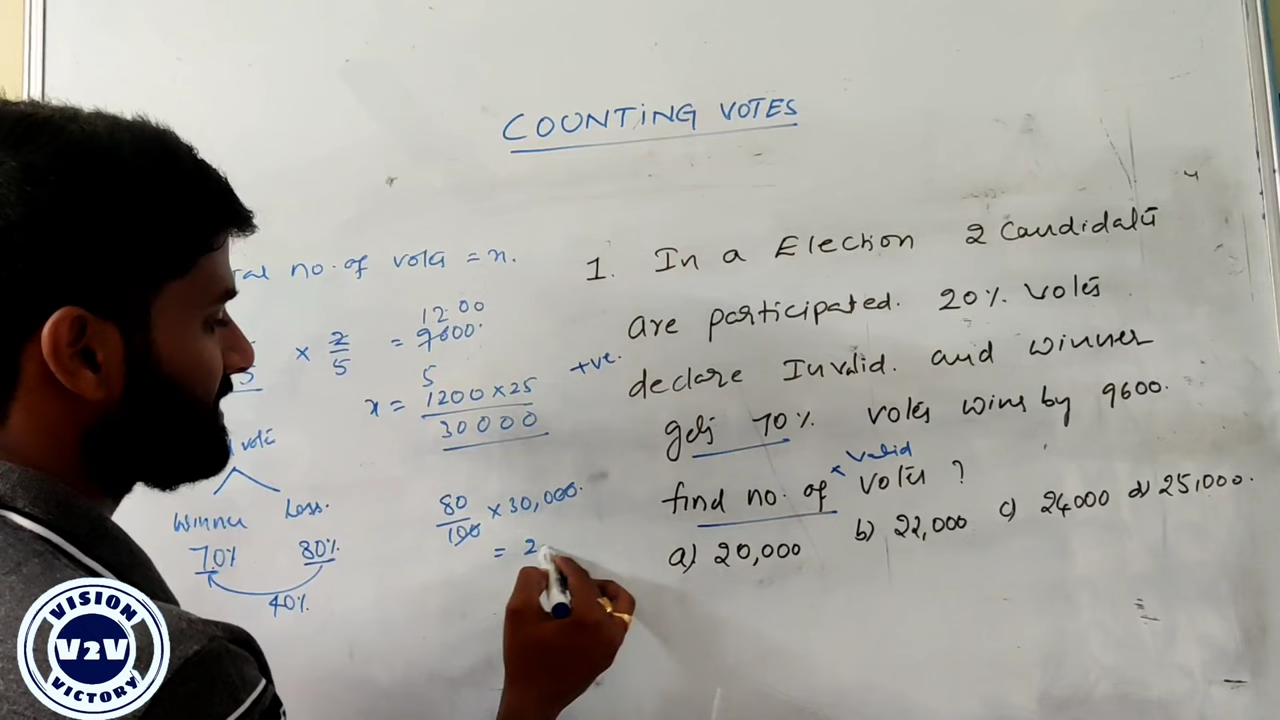 COUNTING VOTES
no. of vota = x.
× 2/5 = 9600.
1200
5
x = 1200×25
30000
vote
Winner Loss.
70% 80%.
40%.
80/100 × 30,000.
= 2
+ve.
1. In a Election 2 Candidate
are participated. 20% Votes
declare Invalid. and winner
gets 70% votes wins by 9600.
valid
find no. of votes ?
a) 20,000 b) 22,000 c) 24000 d) 25,000.
VISION
V2V
VICTORY